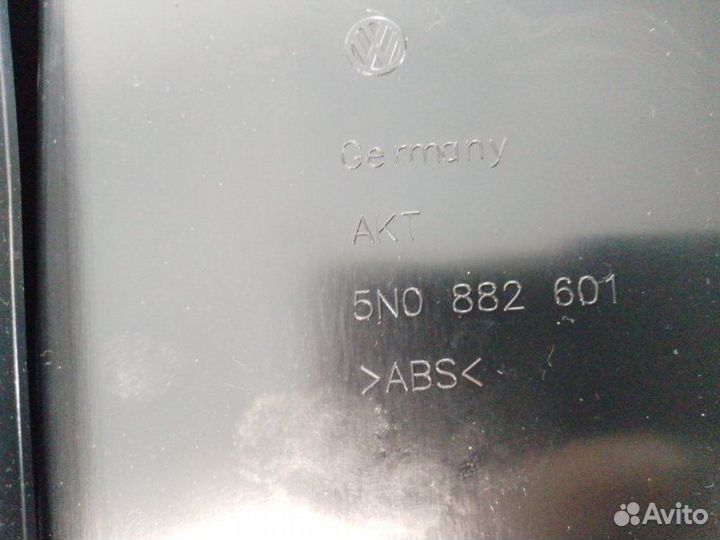 Germany
AKT
5N0 882 601
>ABS<
Avito